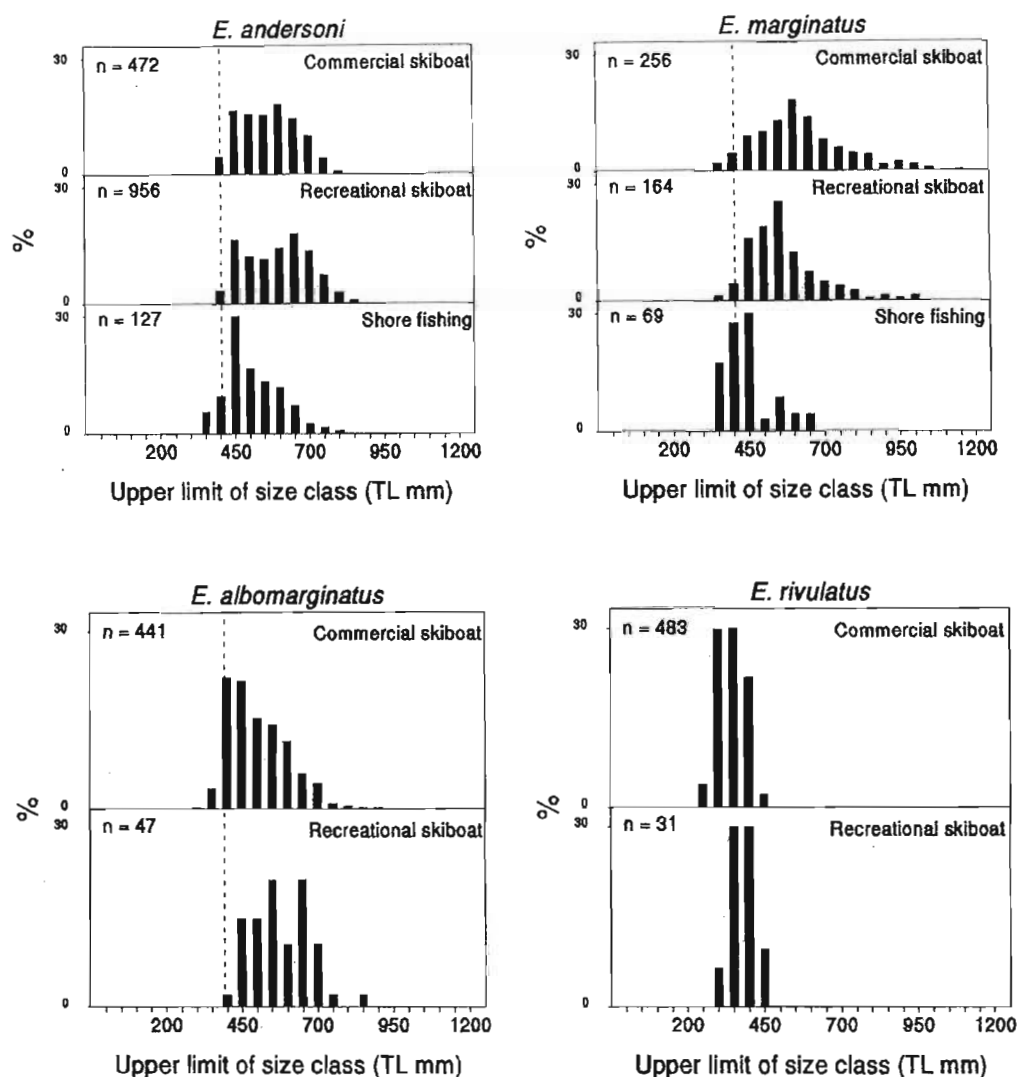 E. andersoni
30
n = 472
Commercial skiboat
0
30
n = 956
Recreational skiboat
%
0
30
n = 127
Shore fishing
0
200 450 700 950 1200
Upper limit of size class (TL mm)
E. marginatus
30
n = 256
Commercial skiboat
0
30
n = 164
Recreational skiboat
%
0
30
n = 69
Shore fishing
0
200 450 700 950 1200
Upper limit of size class (TL mm)
E. albomarginatus
30
n = 441
Commercial skiboat
%
0
30
n = 47
Recreational skiboat
0
200 450 700 950 1200
Upper limit of size class (TL mm)
E. rivulatus
30
n = 483
Commercial skiboat
%
0
30
n = 31
Recreational skiboat
0
200 450 700 950 1200
Upper limit of size class (TL mm)